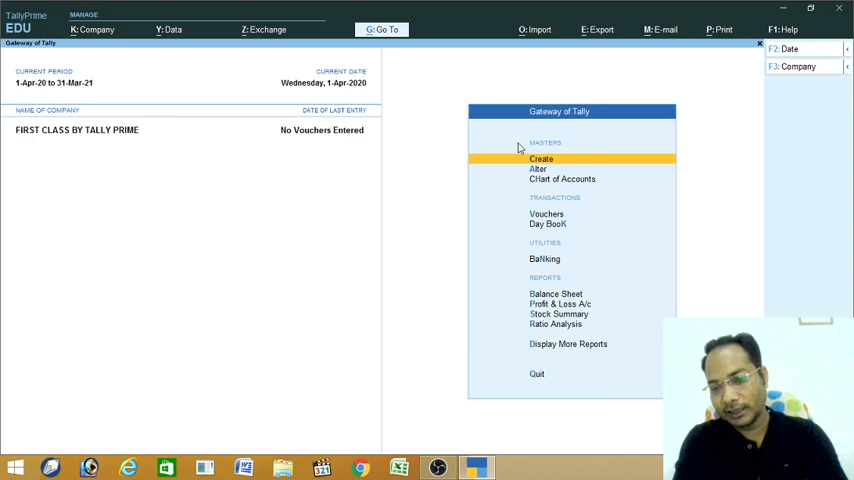 TallyPrime
EDU
MANAGE
K: Company
Y: Data
Z: Exchange
G: Go To
O: Import
E: Export
M: E-mail
P: Print
F1: Help
Gateway of Tally
F2: Date
F3: Company
CURRENT PERIOD
CURRENT DATE
1-Apr-20 to 31-Mar-21
Wednesday, 1-Apr-2020
NAME OF COMPANY
DATE OF LAST ENTRY
FIRST CLASS BY TALLY PRIME
No Vouchers Entered
Gateway of Tally
MASTERS
Create
Alter
CHart of Accounts
TRANSACTIONS
Vouchers
Day BooK
UTILITIES
BaNking
REPORTS
Balance Sheet
Profit & Loss A/c
Stock Summary
Ratio Analysis
Display More Reports
Quit
321